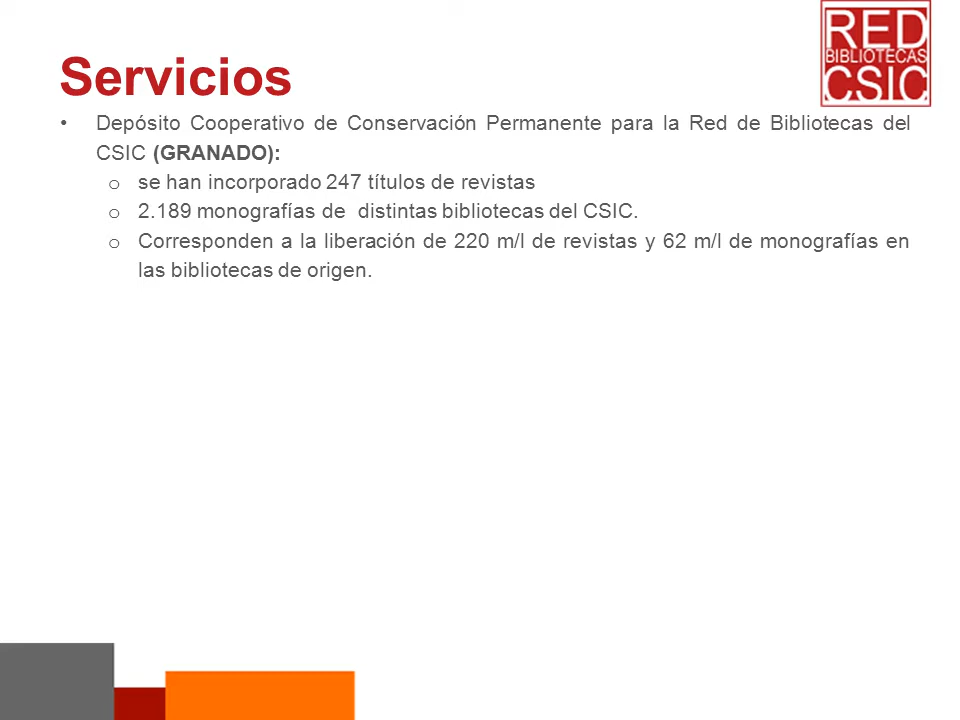 RED
BIBLIOTECAS
CSIC
Servicios
• Depósito Cooperativo de Conservación Permanente para la Red de Bibliotecas del
CSIC (GRANADO):
o se han incorporado 247 títulos de revistas
o 2.189 monografías de  distintas bibliotecas del CSIC.
o Corresponden a la liberación de 220 m/l de revistas y 62 m/l de monografías en
las bibliotecas de origen.